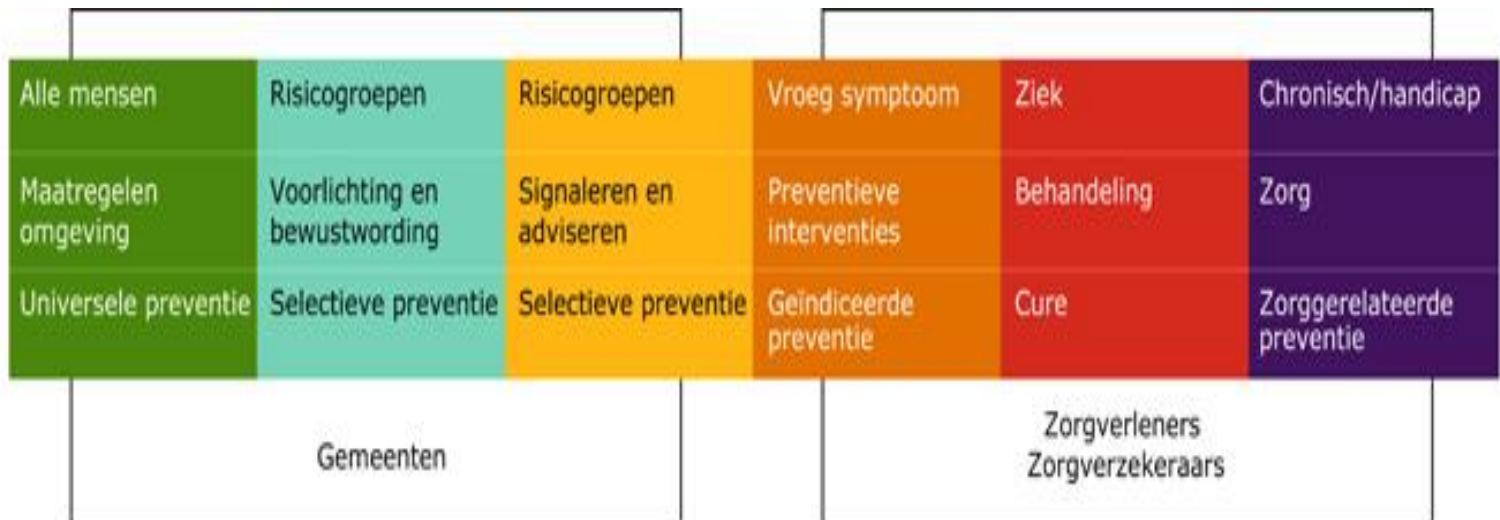 Alle mensen
Risicogroepen
Risicogroepen
Vroeg symptoom
Ziek
Chronisch/handicap
Maatregelen
omgeving
Voorlichting en
bewustwording
Signaleren en
adviseren
Preventieve
interventies
Behandeling
Zorg
Universele preventie
Selectieve preventie
Selectieve preventie
Geïndiceerde
preventie
Cure
Zorggerelateerde
preventie
Gemeenten
Zorgverleners
Zorgverzekeraars